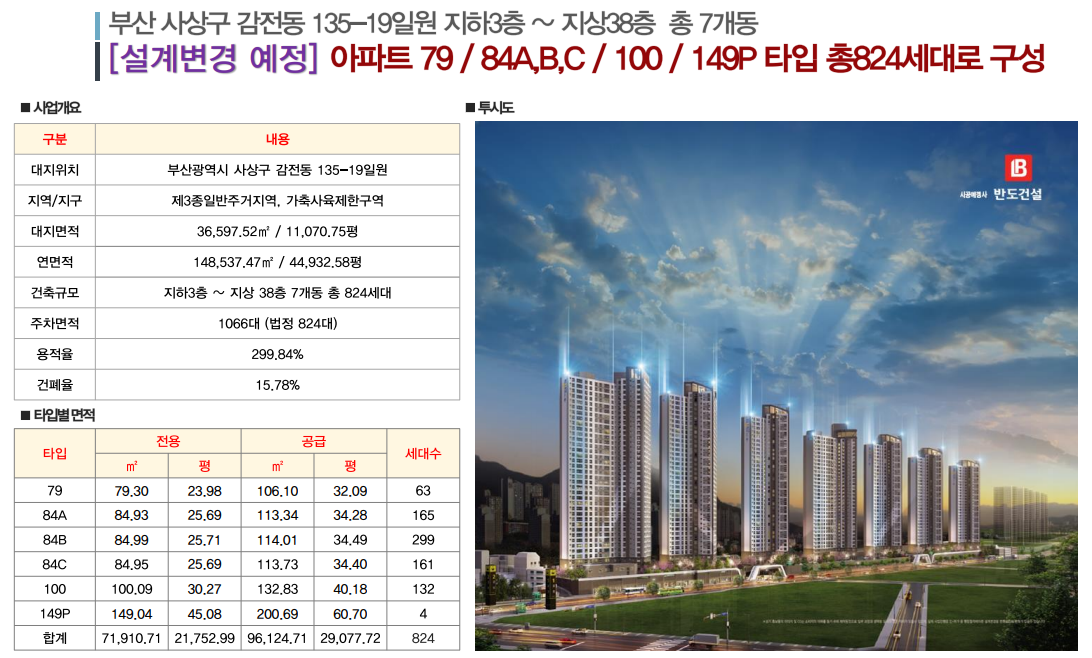 부산 사상구 감전동 135-19일원 지하3층 ~ 지상38층 총 7개동
[설계변경 예정] 아파트 79 / 84A,B,C / 100 / 149P 타입 총824세대로 구성
■ 사업개요
구분 내용
대지위치 부산광역시 사상구 감전동 135-19일원
지역/지구 제3종일반주거지역, 가축사육제한구역
대지면적 36,597.52㎡ / 11,070.75평
연면적 148,537.47㎡ / 44,932.58평
건축규모 지하3층 ~ 지상 38층 7개동 총 824세대
주차면적 1066대 (법정 824대)
용적율 299.84%
건폐율 15.78%
■ 타입별 면적
타입 전용 공급 세대수
㎡ 평 ㎡ 평
79 79.30 23.98 106.10 32.09 63
84A 84.93 25.69 113.34 34.28 165
84B 84.99 25.71 114.01 34.49 299
84C 84.95 25.69 113.73 34.40 161
100 100.09 30.27 132.83 40.18 132
149P 149.04 45.08 200.69 60.70 4
합계 71,910.71 21,752.99 96,124.71 29,077.72 824
■ 투시도
시공예정사 반도건설